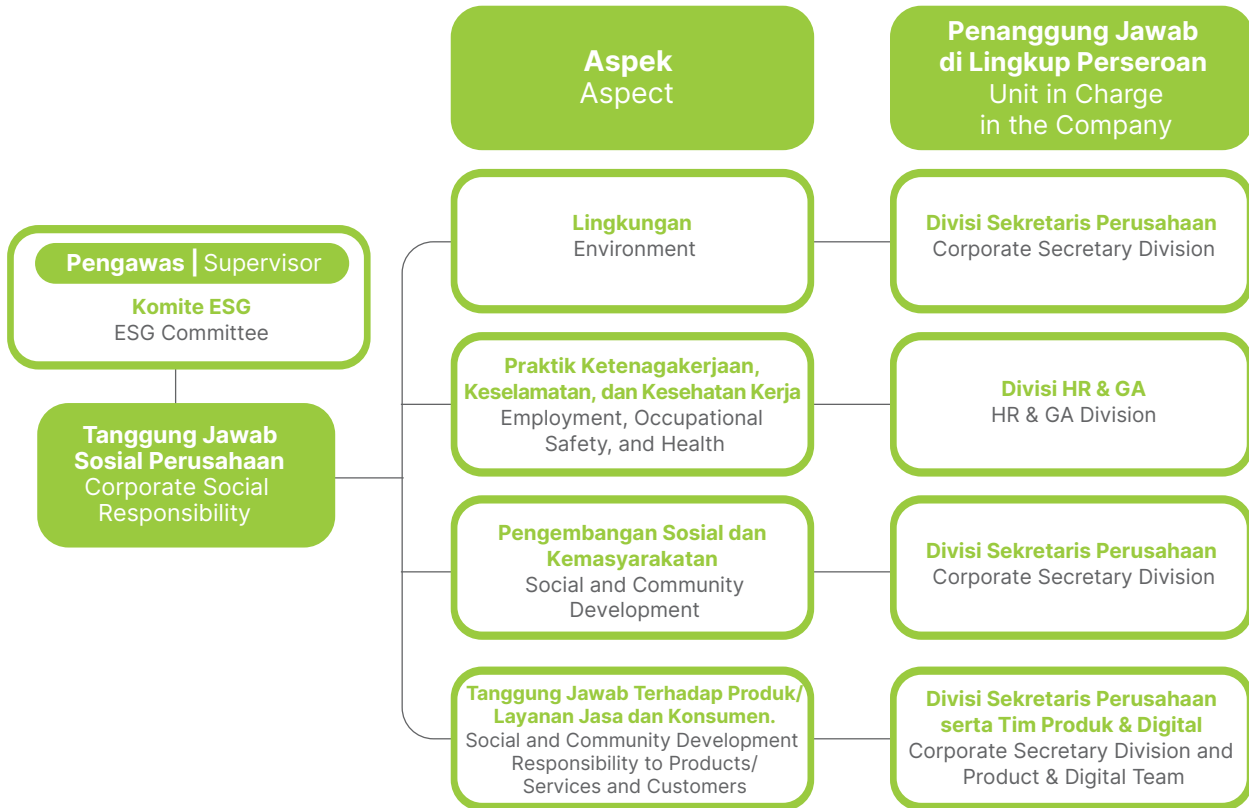 Aspek
Aspect
Penanggung Jawab
di Lingkup Perseroan
Unit in Charge
in the Company
Pengawas | Supervisor
Komite ESG
ESG Committee
Tanggung Jawab
Sosial Perusahaan
Corporate Social
Responsibility
Lingkungan
Environment
Divisi Sekretaris Perusahaan
Corporate Secretary Division
Praktik Ketenagakerjaan,
Keselamatan, dan Kesehatan Kerja
Employment, Occupational
Safety, and Health
Divisi HR & GA
HR & GA Division
Pengembangan Sosial dan
Kemasyarakatan
Social and Community
Development
Divisi Sekretaris Perusahaan
Corporate Secretary Division
Tanggung Jawab Terhadap Produk/
Layanan Jasa dan Konsumen.
Social and Community Development
Responsibility to Products/
Services and Customers
Divisi Sekretaris Perusahaan
serta Tim Produk & Digital
Corporate Secretary Division and
Product & Digital Team